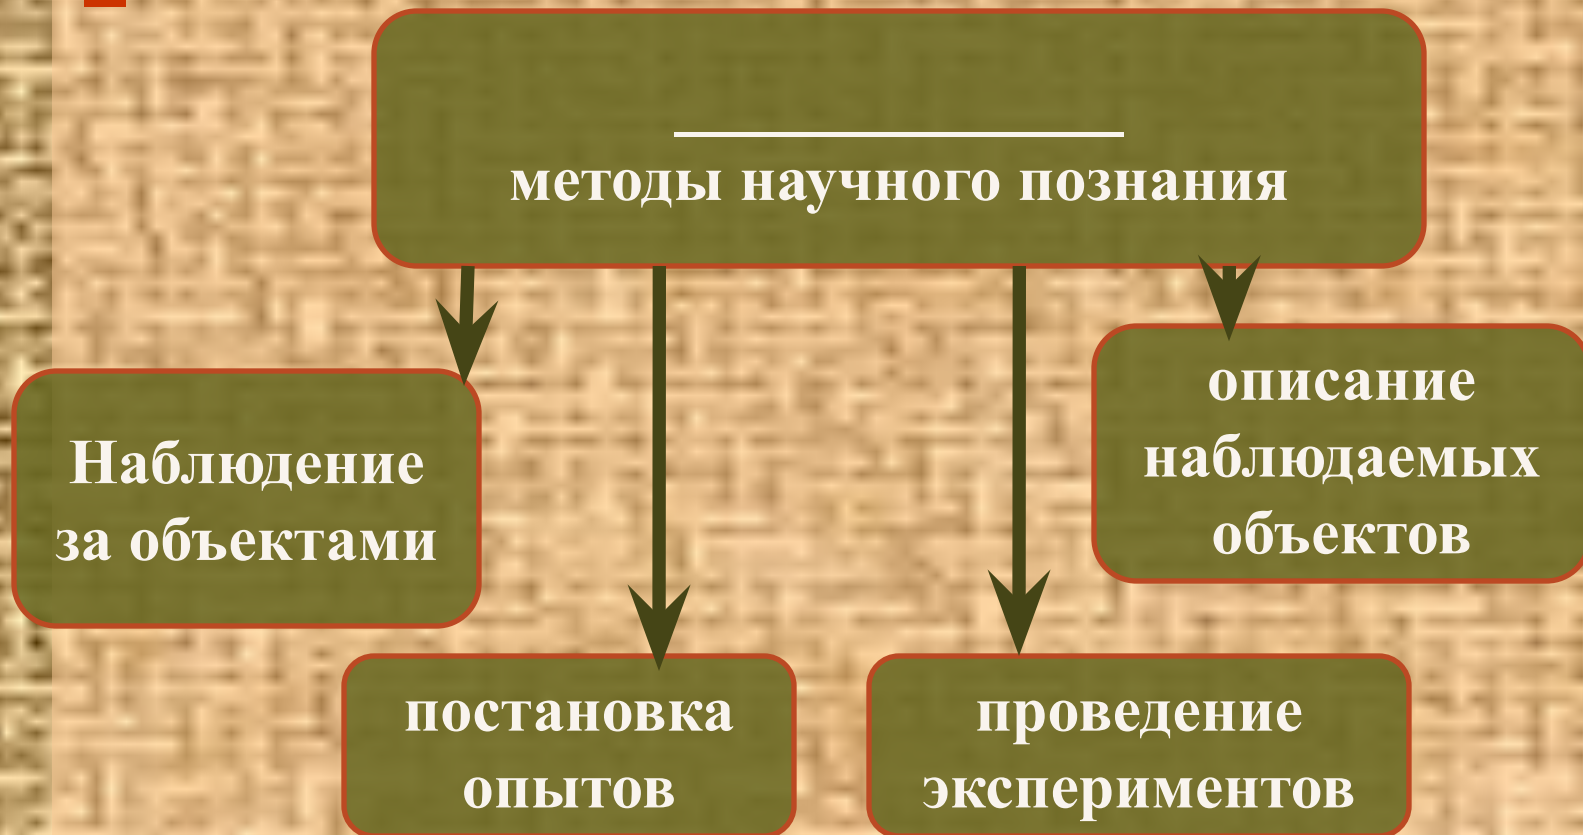 методы научного познания
Наблюдение
за объектами
описание
наблюдаемых
объектов
постановка
опытов
проведение
экспериментов